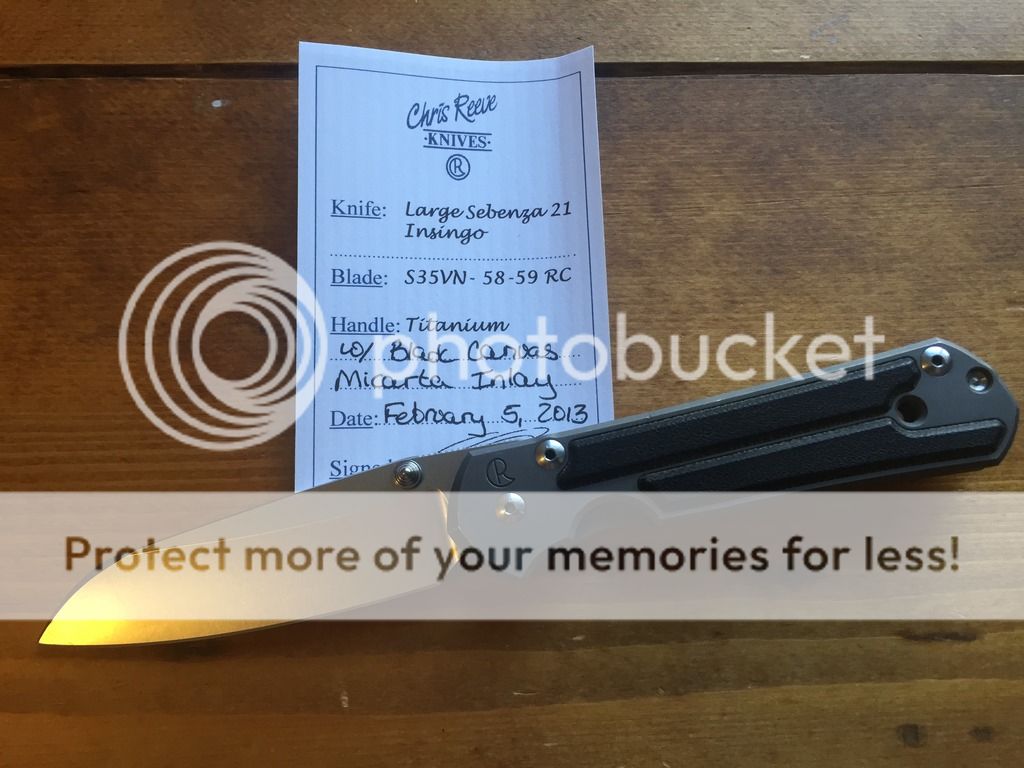 Chris Reeve
·KNIVES·
R
Knife: Large Sebenza 21
Insingo
Blade: S35VN - 58-59 RC
photobucket
Handle: Titanium
w/ Black Canvas
Micarta Inlay
Date: February 5, 2013
R
Protect more of your memories for less!